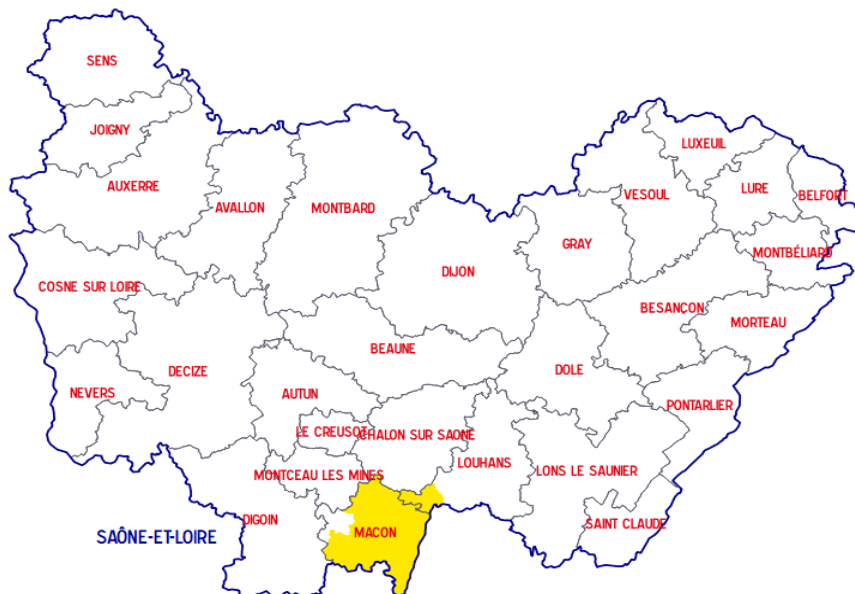 SENS
JOIGNY
LUXEUIL
AUXERRE
LURE
VESOUL
BELFORT
AVALLON
MONTBARD
GRAY
MONTBÉLIARD
DIJON
COSNE SUR LOIRE
BESANÇON
MORTEAU
BEAUNE
DECIZE
DOLE
NEVERS
AUTUN
PONTARLIER
LE CREUSOT
CHALON SUR SAONE
LOUHANS
LONS LE SAUNIER
MONTCEAU LES MINES
DIGOIN
SAINT CLAUDE
MACON
SAÔNE-ET-LOIRE